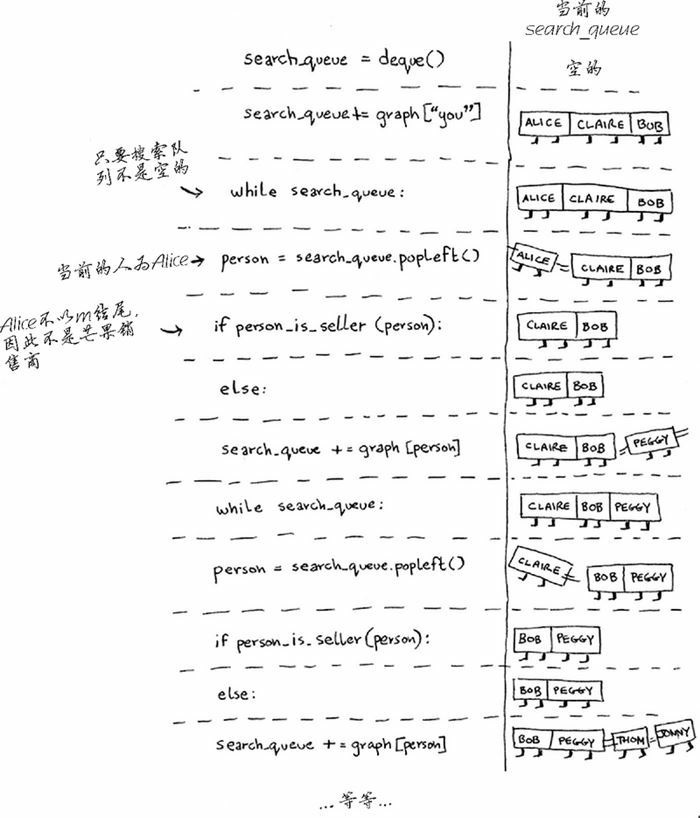 当前的
search_queue
search_queue = deque()
空的
search_queue += graph["you"]
ALICE CLAIRE BOB
只要搜索队
列不是空的
while search_queue:
ALICE CLAIRE BOB
当前的人为Alice
person = search_queue.popleft()
ALICE CLAIRE BOB
Alice不以m结尾,
因此不是芒果销
售商
if person_is_seller (person):
CLAIRE BOB
else:
CLAIRE BOB
search_queue += graph [person]
CLAIRE BOB PEGGY
while search_queue:
CLAIRE BOB PEGGY
person = search_queue.popleft()
CLAIRE BOB PEGGY
if person_is_seller (person):
BOB PEGGY
else:
BOB PEGGY
search_queue += graph [person]
BOB PEGGY THOM JONNY
...等等...